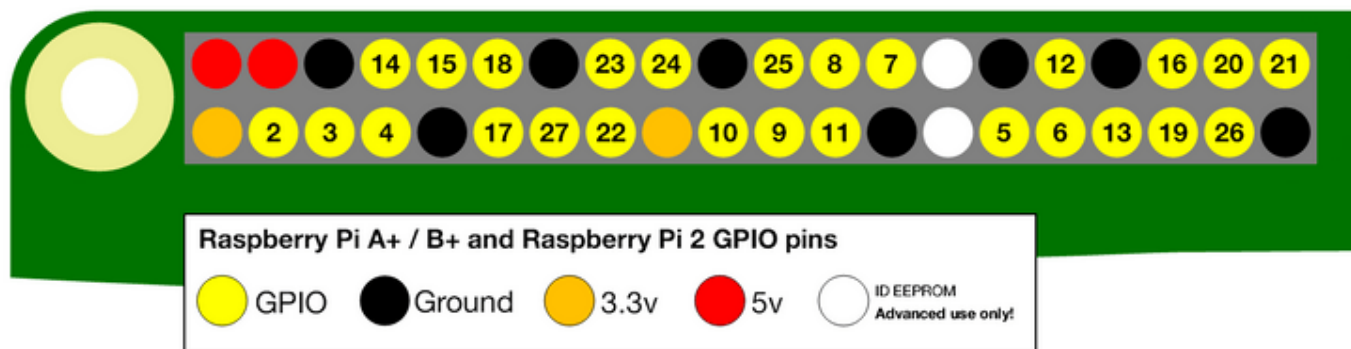 14 15 18 23 24 25 8 7 12 16 20 21
2 3 4 17 27 22 10 9 11 5 6 13 19 26
Raspberry Pi A+ / B+ and Raspberry Pi 2 GPIO pins
GPIO Ground 3.3v 5v ID EEPROM
Advanced use only!